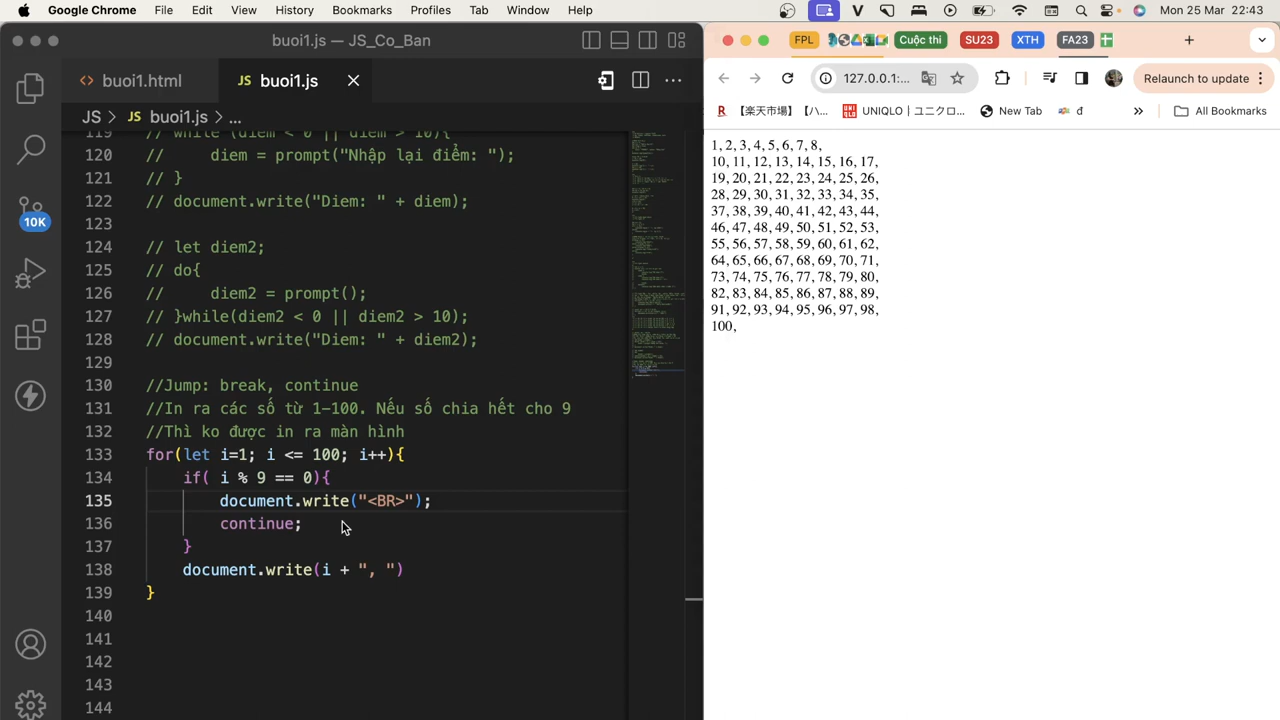 Google Chrome File Edit View History Bookmarks Profiles Tab Window Help Mon 25 Mar 22:43
buoi1.js — JS_Co_Ban
FPL Cuộc thi SU23 XTH FA23
buoi1.html JS buoi1.js
127.0.0.1:... Relaunch to update
JS > JS buoi1.js > ...
R 【楽天市場】【ハ... UNIQLO | ユニクロ... New Tab đ » All Bookmarks
10K
119 // while (diem < 0 || diem > 10){
120 //     diem = prompt("Nhập lại điểm: ");
121 // }
122 // document.write("Diem: " + diem);
123
124 // let diem2;
125 // do{
126 //     diem2 = prompt();
127 // }while(diem2 < 0 || diem2 > 10);
128 // document.write("Diem: " + diem2);
129
130 //Jump: break, continue
131 //In ra các số từ 1-100. Nếu số chia hết cho 9
132 //Thì ko được in ra màn hình
133 for(let i=1; i <= 100; i++){
134     if( i % 9 == 0){
135         document.write("<BR>");
136         continue;
137     }
138     document.write(i + ", ")
139 }
140
141
142
143
144
1, 2, 3, 4, 5, 6, 7, 8,
10, 11, 12, 13, 14, 15, 16, 17,
19, 20, 21, 22, 23, 24, 25, 26,
28, 29, 30, 31, 32, 33, 34, 35,
37, 38, 39, 40, 41, 42, 43, 44,
46, 47, 48, 49, 50, 51, 52, 53,
55, 56, 57, 58, 59, 60, 61, 62,
64, 65, 66, 67, 68, 69, 70, 71,
73, 74, 75, 76, 77, 78, 79, 80,
82, 83, 84, 85, 86, 87, 88, 89,
91, 92, 93, 94, 95, 96, 97, 98,
100,